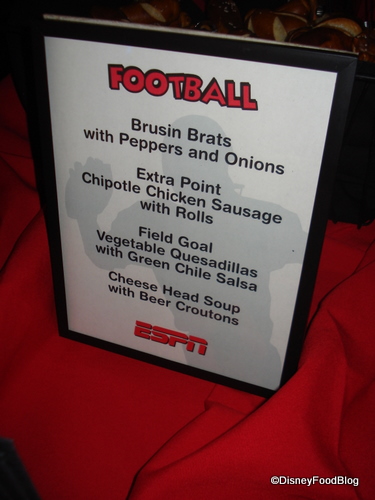 FOOTBALL
Brusin Brats
with Peppers and Onions
Extra Point
Chipotle Chicken Sausage
with Rolls
Field Goal
Vegetable Quesadillas
with Green Chile Salsa
Cheese Head Soup
with Beer Croutons
ESPN
©DisneyFoodBlog